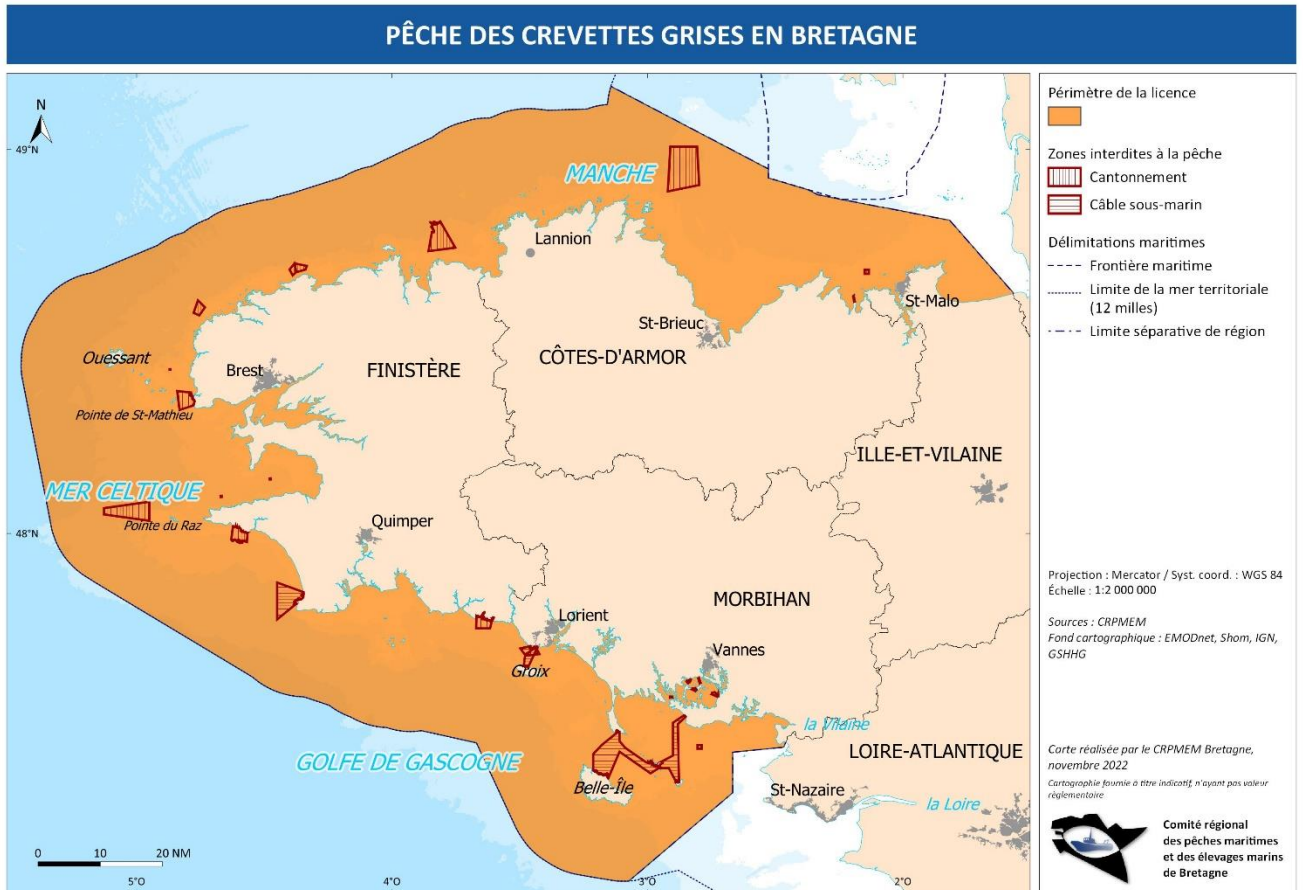 PÊCHE DES CREVETTES GRISES EN BRETAGNE
N
49°N
48°N
MANCHE
Lannion
St-Malo
St-Brieuc
CÔTES-D'ARMOR
Ouessant
Brest
FINISTÈRE
Pointe de St-Mathieu
ILLE-ET-VILAINE
MER CELTIQUE
Pointe du Raz
Quimper
MORBIHAN
Lorient
Vannes
Groix
la Vilaine
LOIRE-ATLANTIQUE
GOLFE DE GASCOGNE
Belle-Île
St-Nazaire
la Loire
0 10 20 NM
5°O 4°O 3°O 2°O
Périmètre de la licence
Zones interdites à la pêche
Cantonnement
Câble sous-marin
Délimitations maritimes
Frontière maritime
Limite de la mer territoriale
(12 milles)
Limite séparative de région
Projection : Mercator / Syst. coord. : WGS 84
Échelle : 1:2 000 000
Sources : CRPMEM
Fond cartographique : EMODnet, Shom, IGN,
GSHHG
Carte réalisée par le CRPMEM Bretagne,
novembre 2022
Cartographie fournie à titre indicatif, n'ayant pas valeur
règlementaire
Comité régional
des pêches maritimes
et des élevages marins
de Bretagne